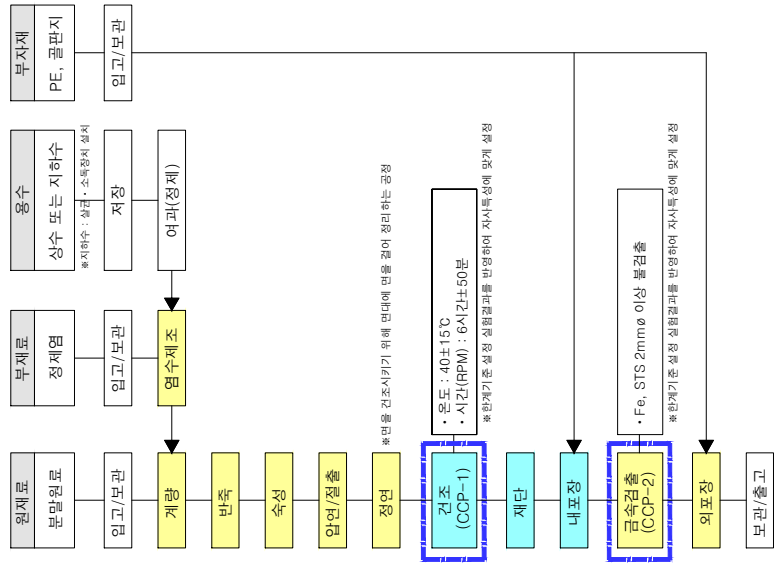 원재료
분말원료
입고/보관
계량
반죽
숙성
압연/절출
정연
건조
(CCP-1)
재단
내포장
금속검출
(CCP-2)
외포장
보관/출고
부재료
정제염
입고/보관
염수제조
용수
상수 또는 지하수
※지하수 : 살균·소독장치 설치
저장
여과(정제)
부자재
PE, 골판지
입고/보관
※면을 건조시키기 위해 면대에 면을 걸어 정리하는 공정
· 온도 : 40±15℃
· 시간(RPM) : 6시간±50분
※한계기준 설정 실험결과를 반영하여 자사특성에 맞게 설정
· Fe, STS 2mmø 이상 불검출
※한계기준 설정 실험결과를 반영하여 자사특성에 맞게 설정